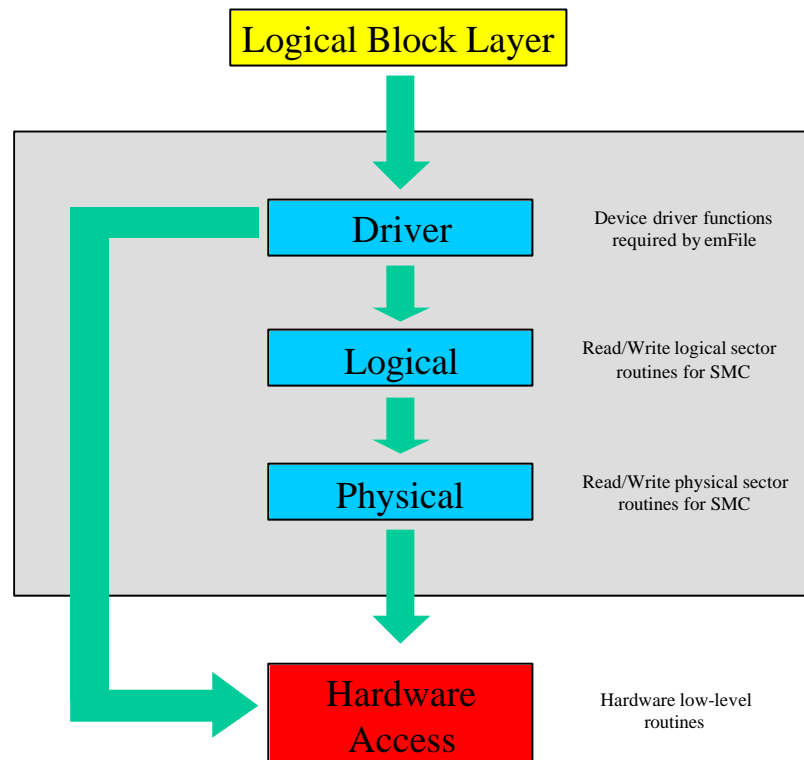 Logical Block Layer
Driver
Device driver functions
required by emFile
Logical
Read/Write logical sector
routines for SMC
Physical
Read/Write physical sector
routines for SMC
Hardware
Access
Hardware low-level
routines